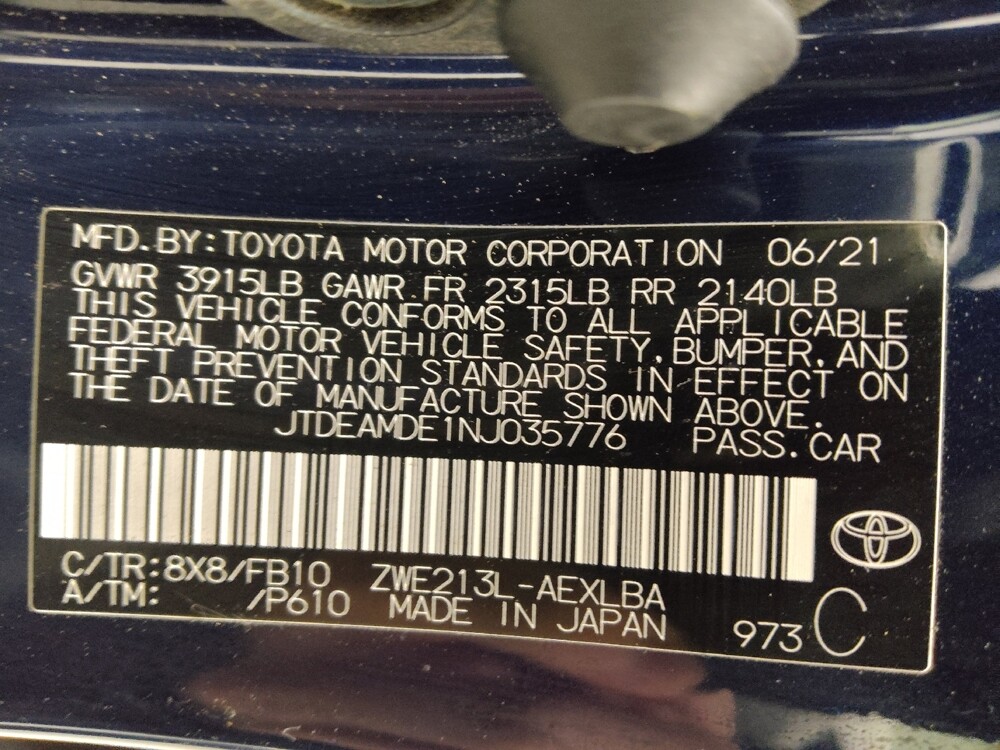 MFD.BY:TOYOTA MOTOR CORPORATION 06/21
GVWR 3915LB GAWR FR 2315LB RR 2140LB
THIS VEHICLE CONFORMS TO ALL APPLICABLE
FEDERAL MOTOR VEHICLE SAFETY, BUMPER, AND
THEFT PREVENTION STANDARDS IN EFFECT ON
THE DATE OF MANUFACTURE SHOWN ABOVE.
JTDEAMDE1NJ035776 PASS.CAR
C/TR:8X8/FB10 ZWE213L-AEXLBA
A/TM: /P610 MADE IN JAPAN 973 C